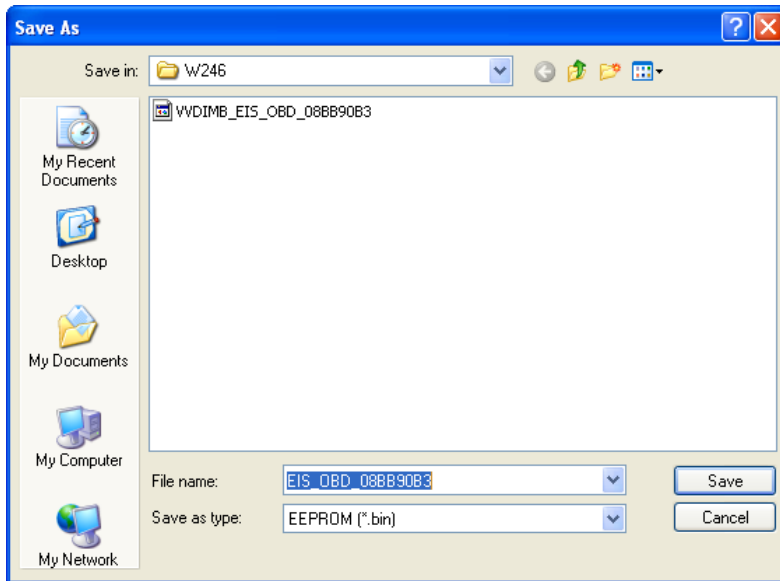 Save As
Save in: W246
VVDIMB_EIS_OBD_08BB90B3
My Recent
Documents
Desktop
My Documents
My Computer
My Network
File name: EIS_OBD_08BB90B3
Save
Save as type: EEPROM (*.bin)
Cancel